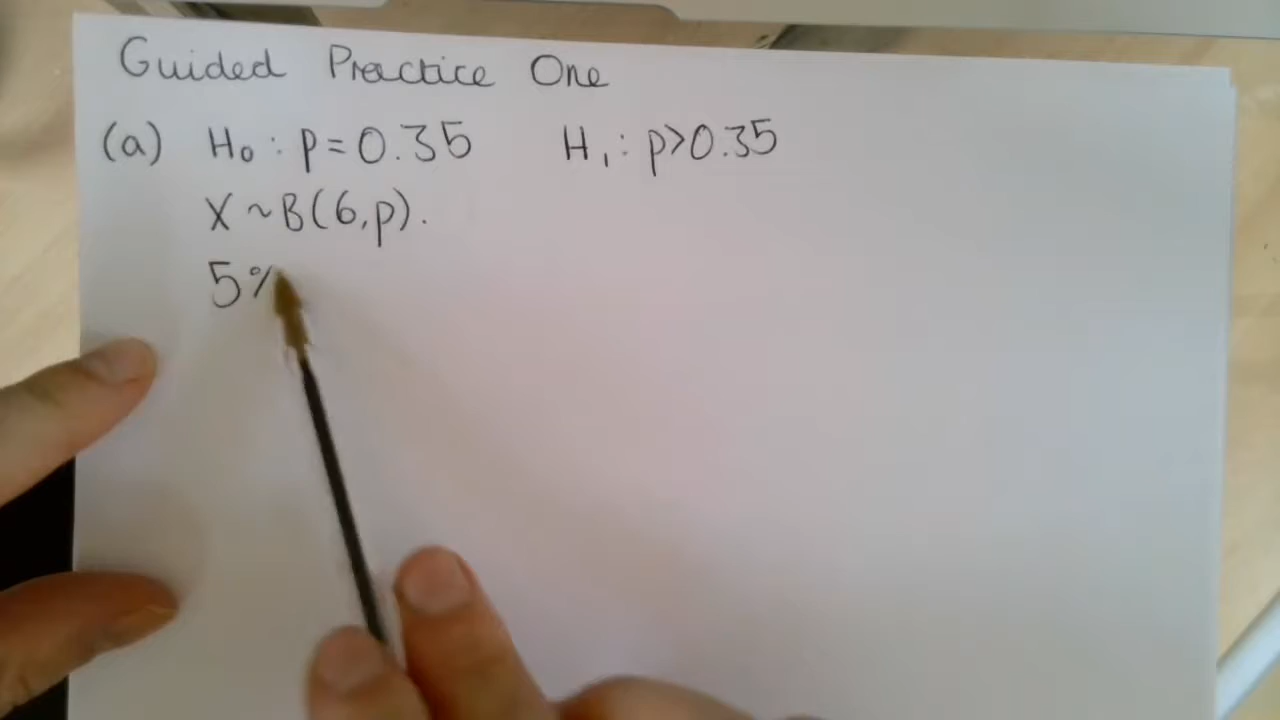 Guided Practice One
(a) H₀ : p = 0.35 H₁ : p > 0.35
X ~ B(6, p).
5%